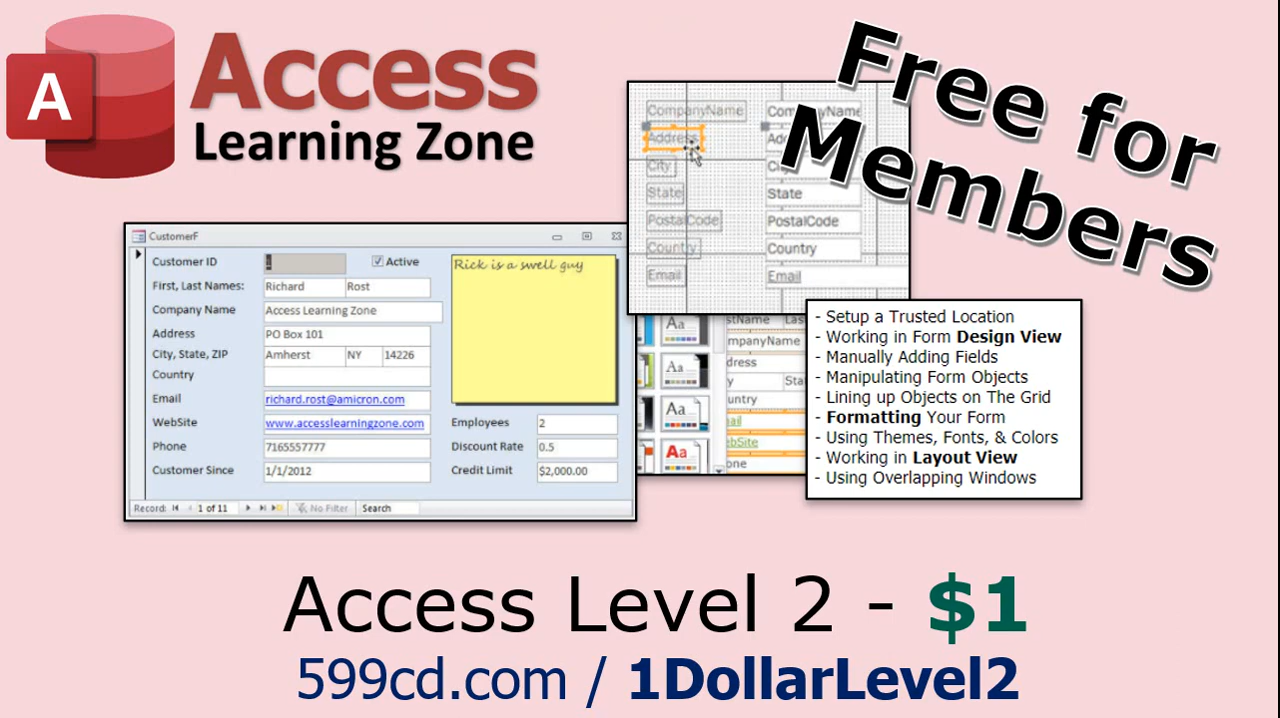 A
Access
Learning Zone
Free for
Members
CompanyName CompanyName
Address
City
State State
PostalCode PostalCode
Country Country
Email Email
CustomerF
Customer ID Active
First, Last Names: Richard Rost
Company Name Access Learning Zone
Address PO Box 101
City, State, ZIP Amherst NY 14226
Country
Email richard.rost@amicron.com
WebSite www.accesslearningzone.com
Phone 7165557777
Customer Since 1/1/2012
Rick is a swell guy
Employees 2
Discount Rate 0.5
Credit Limit $2,000.00
Record: 1 of 11 No Filter Search
Aa
Aa
Aa
Aa
- Setup a Trusted Location
- Working in Form Design View
- Manually Adding Fields
- Manipulating Form Objects
- Lining up Objects on The Grid
- Formatting Your Form
- Using Themes, Fonts, & Colors
- Working in Layout View
- Using Overlapping Windows
Access Level 2 - $1
599cd.com / 1DollarLevel2